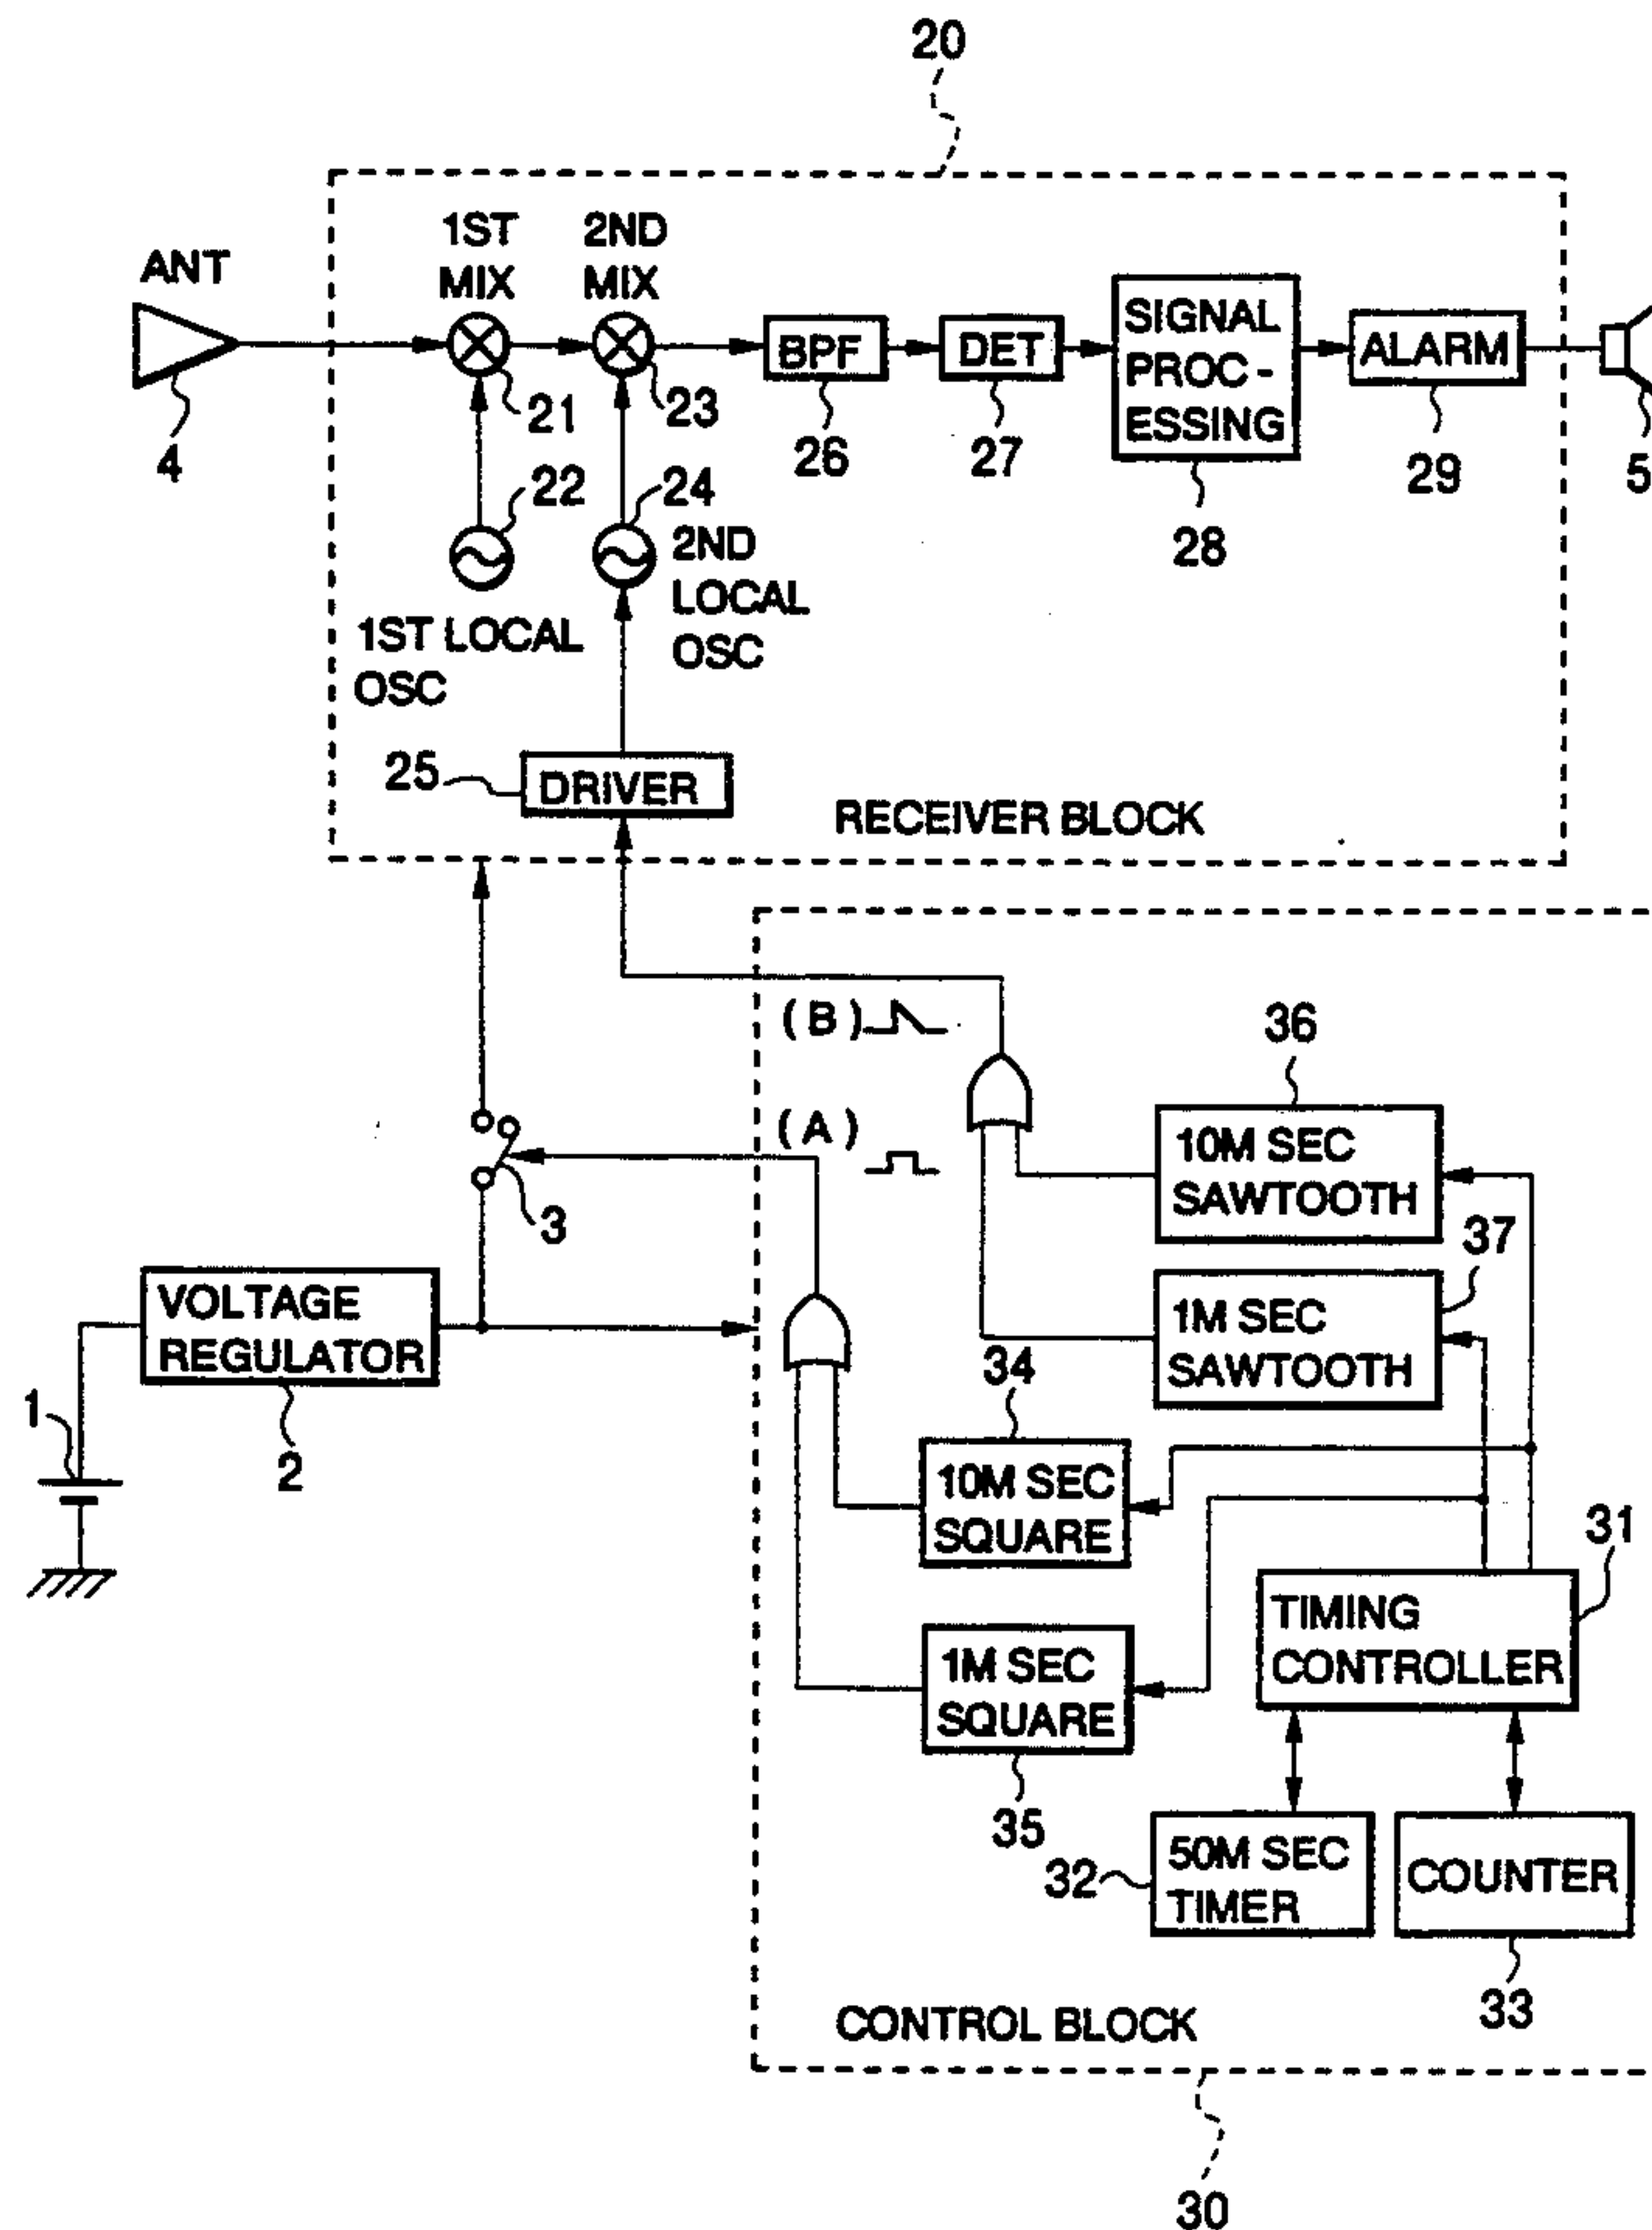 20
1ST
MIX
2ND
MIX
ANT
4
21
23
22
24
1ST LOCAL
OSC
2ND
LOCAL
OSC
BPF
26
DET
27
SIGNAL
PROC -
ESSING
28
ALARM
29
5
25
DRIVER
RECEIVER BLOCK
( B )
( A )
3
36
10M SEC
SAWTOOTH
37
1M SEC
SAWTOOTH
VOLTAGE
REGULATOR
1
2
34
10M SEC
SQUARE
31
TIMING
CONTROLLER
1M SEC
SQUARE
35
32
50M SEC
TIMER
COUNTER
33
CONTROL BLOCK
30